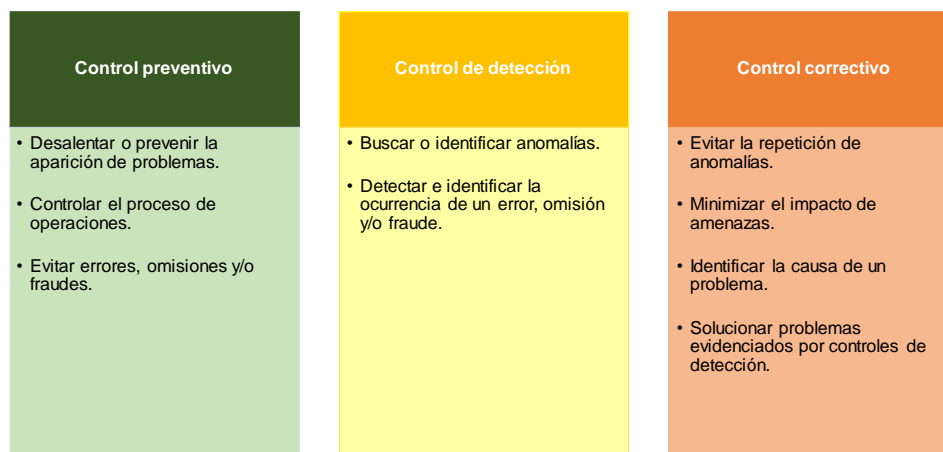 Control preventivo
• Desalentar o prevenir la
aparición de problemas.
• Controlar el proceso de
operaciones.
• Evitar errores, omisiones y/o
fraudes.
Control de detección
• Buscar o identificar anomalías.
• Detectar e identificar la
ocurrencia de un error, omisión
y/o fraude.
Control correctivo
• Evitar la repetición de
anomalías.
• Minimizar el impacto de
amenazas.
• Identificar la causa de un
problema.
• Solucionar problemas
evidenciados por controles de
detección.